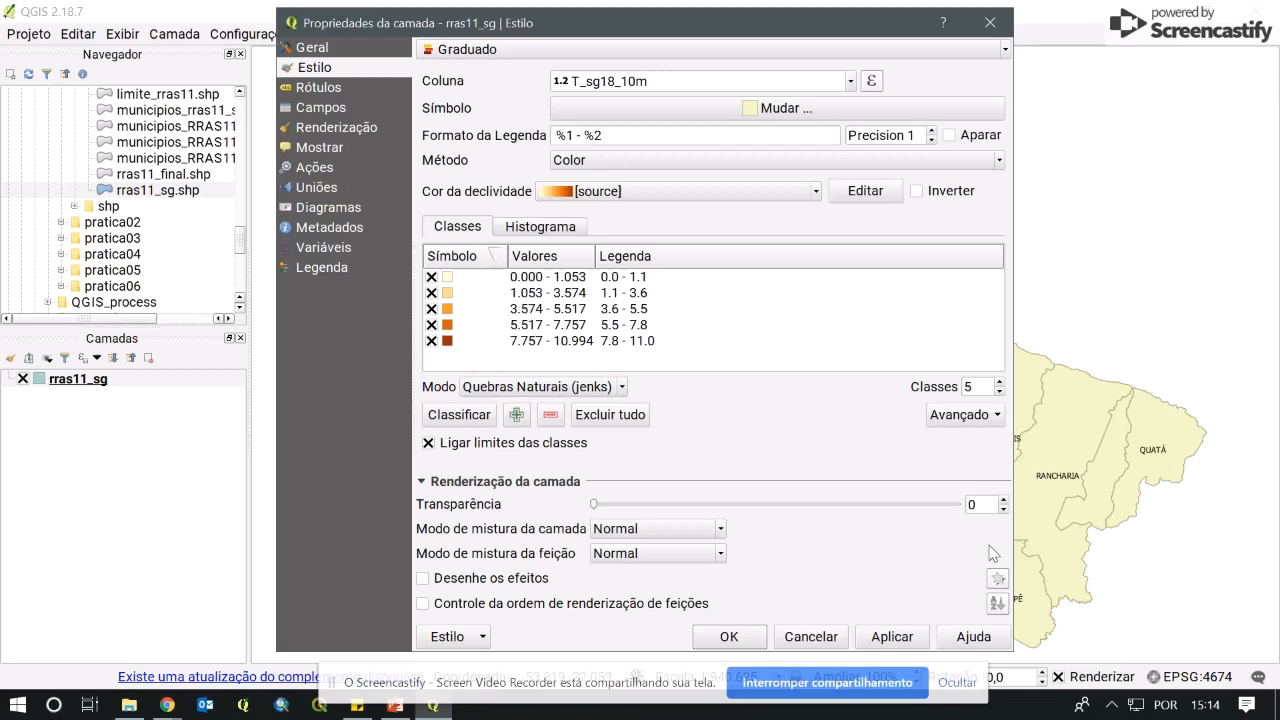 QGIS 2.18.7
Projeto Editar Exibir Camada Configuraç
Navegador
limite_rras11.shp
municipios_rras11_s
municipios_RRAS11
municipios_RRAS11
municipios_RRAS11
rras11_final.shp
rras11_sg.shp
shp
pratica02
pratica03
pratica04
pratica05
pratica06
QGIS_process
Camadas
rras11_sg
Propriedades da camada - rras11_sg | Estilo
?
Geral
Estilo
Rótulos
Campos
Renderização
Mostrar
Ações
Uniões
Diagramas
Metadados
Variáveis
Legenda
Graduado
Coluna 1.2 T_sg18_10m ε
Símbolo Mudar ...
Formato da Legenda %1 - %2 Precision 1 Aparar
Método Color
Cor da declividade [source] Editar Inverter
Classes Histograma
Símbolo Valores Legenda
0.000 - 1.053 0.0 - 1.1
1.053 - 3.574 1.1 - 3.6
3.574 - 5.517 3.6 - 5.5
5.517 - 7.757 5.5 - 7.8
7.757 - 10.994 7.8 - 11.0
Modo Quebras Naturais (jenks) Classes 5
Classificar Excluir tudo Avançado
Ligar limites das classes
Renderização da camada
Transparência 0
Modo de mistura da camada Normal
Modo de mistura da feição Normal
Desenhe os efeitos
Controle da ordem de renderização de feições
Estilo OK Cancelar Aplicar Ajuda
powered by
Screencastify
QUATÁ
RANCHARIA
Existe uma atualização do comple
O Screencastify - Screen Video Recorder está compartilhando sua tela. Interromper compartilhamento Ocultar
0,0 Renderizar EPSG:4674
POR 15:14